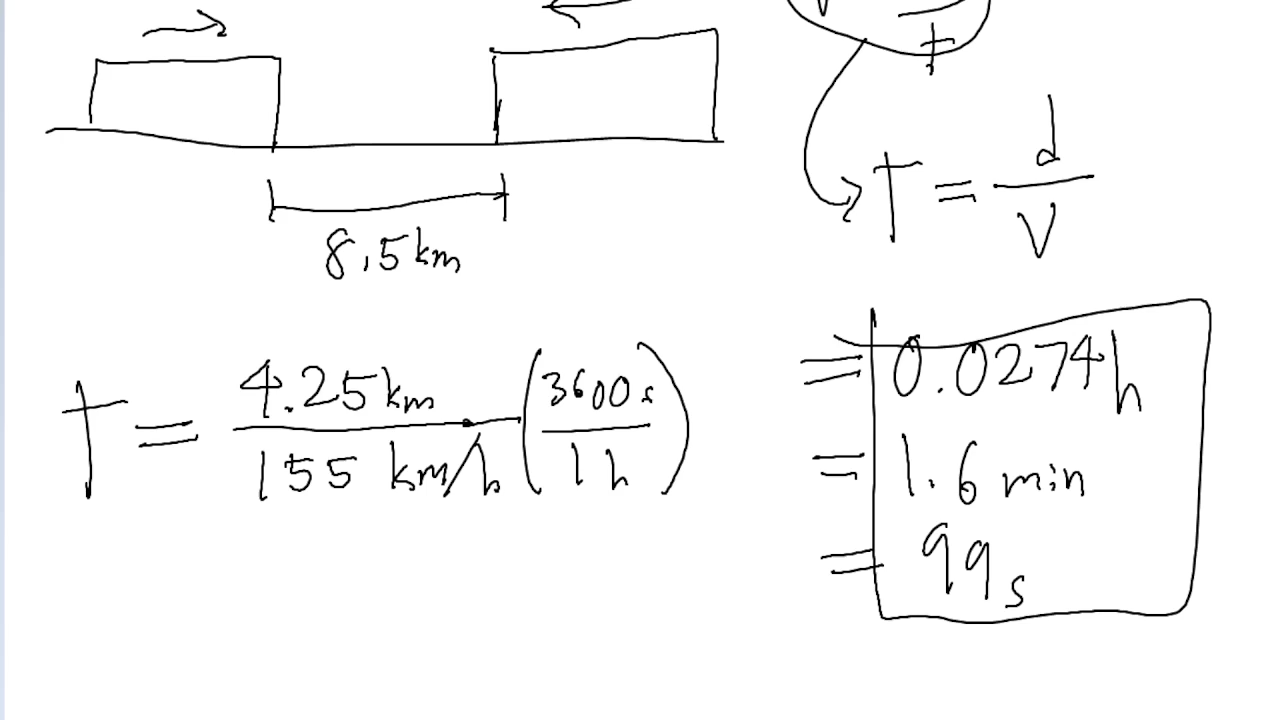 t
T = d / V
8.5 km
T = 4.25 km / 155 km/h (3600 s / 1 h)
= 0.0274 h
= 1.6 min
= 99 s